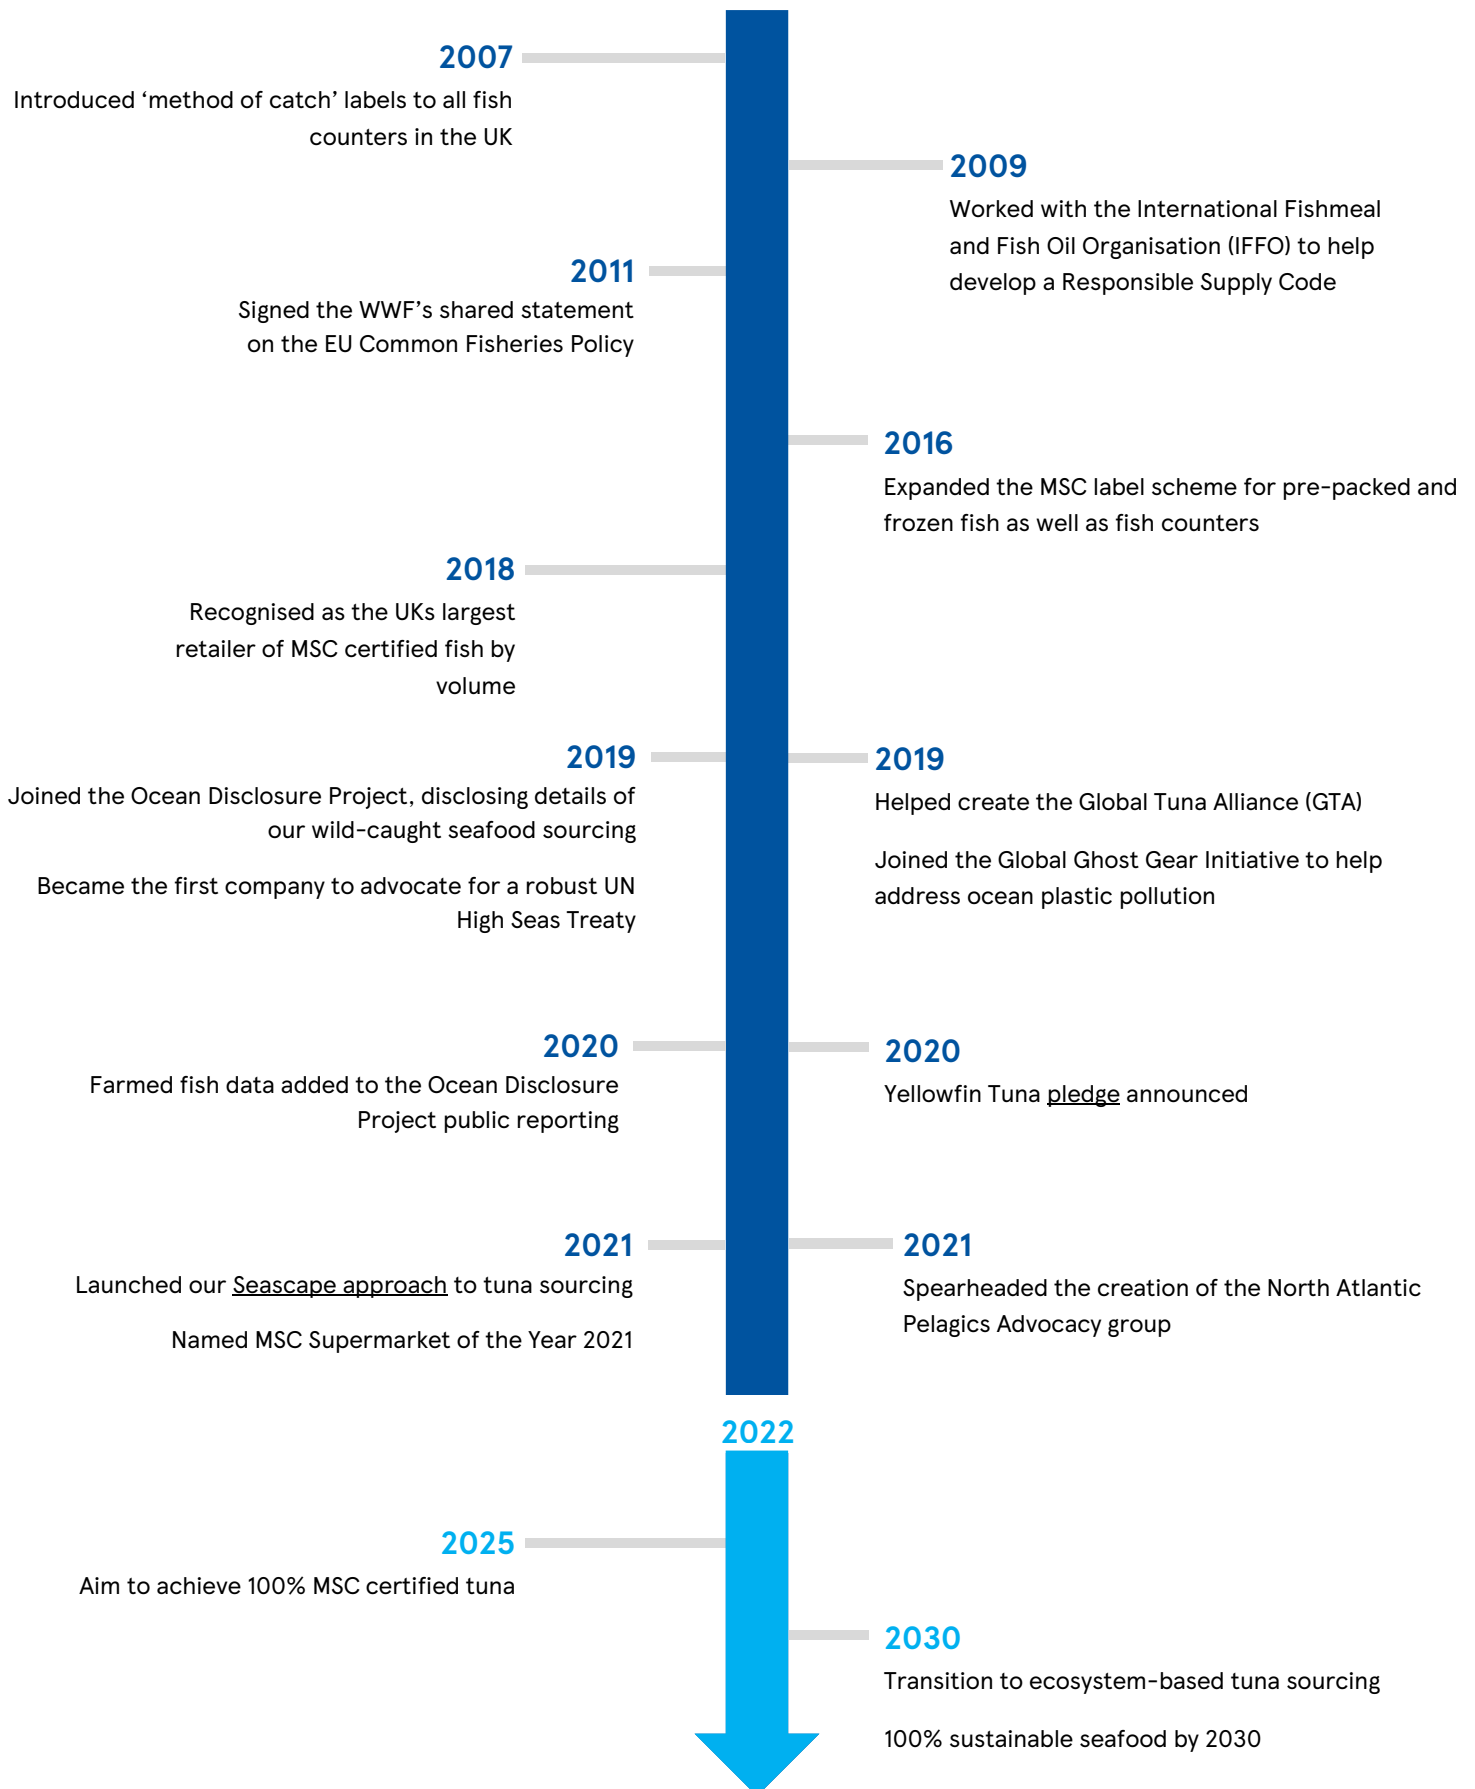 2007
Introduced ‘method of catch’ labels to all fish
counters in the UK
2009
Worked with the International Fishmeal
and Fish Oil Organisation (IFFO) to help
develop a Responsible Supply Code
2011
Signed the WWF’s shared statement
on the EU Common Fisheries Policy
2016
Expanded the MSC label scheme for pre-packed and
frozen fish as well as fish counters
2018
Recognised as the UKs largest
retailer of MSC certified fish by
volume
2019
Joined the Ocean Disclosure Project, disclosing details of
our wild-caught seafood sourcing
Became the first company to advocate for a robust UN
High Seas Treaty
2019
Helped create the Global Tuna Alliance (GTA)
Joined the Global Ghost Gear Initiative to help
address ocean plastic pollution
2020
Farmed fish data added to the Ocean Disclosure
Project public reporting
2020
Yellowfin Tuna pledge announced
2021
Launched our Seascape approach to tuna sourcing
Named MSC Supermarket of the Year 2021
2021
Spearheaded the creation of the North Atlantic
Pelagics Advocacy group
2022
2025
Aim to achieve 100% MSC certified tuna
2030
Transition to ecosystem-based tuna sourcing
100% sustainable seafood by 2030